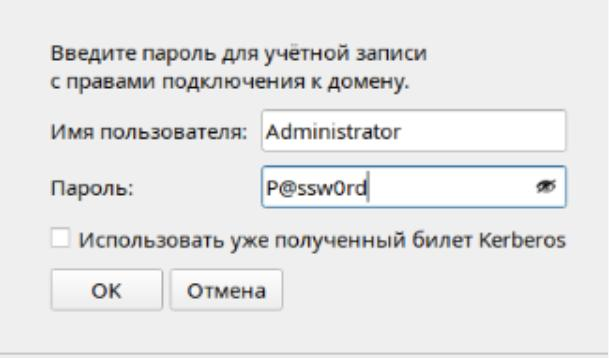 Введите пароль для учётной записи
с правами подключения к домену.
Имя пользователя: Administrator
Пароль: P@ssw0rd
Использовать уже полученный билет Kerberos
OK Отмена